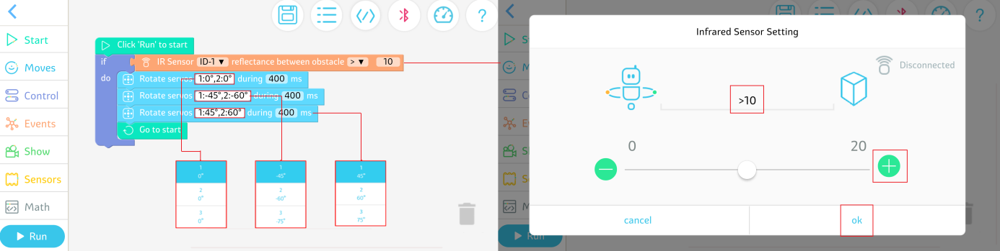 Start
Moves
Control
Events
Show
Sensors
Math
Run
?
Click 'Run' to start
if
IR Sensor ID-1 ▼ reflectance between obstacle > ▼ 10
do
Rotate servos 1:0°,2:0° during 400 ms
Rotate servos 1:-45°,2:-60° during 400 ms
Rotate servos 1:45°,2:60° during 400 ms
Go to start
1
0°
2
0°
3
0°
1
-45°
2
-60°
3
-75°
1
45°
2
60°
3
75°
?
Infrared Sensor Setting
Disconnected
>10
0
20
cancel
ok
Run